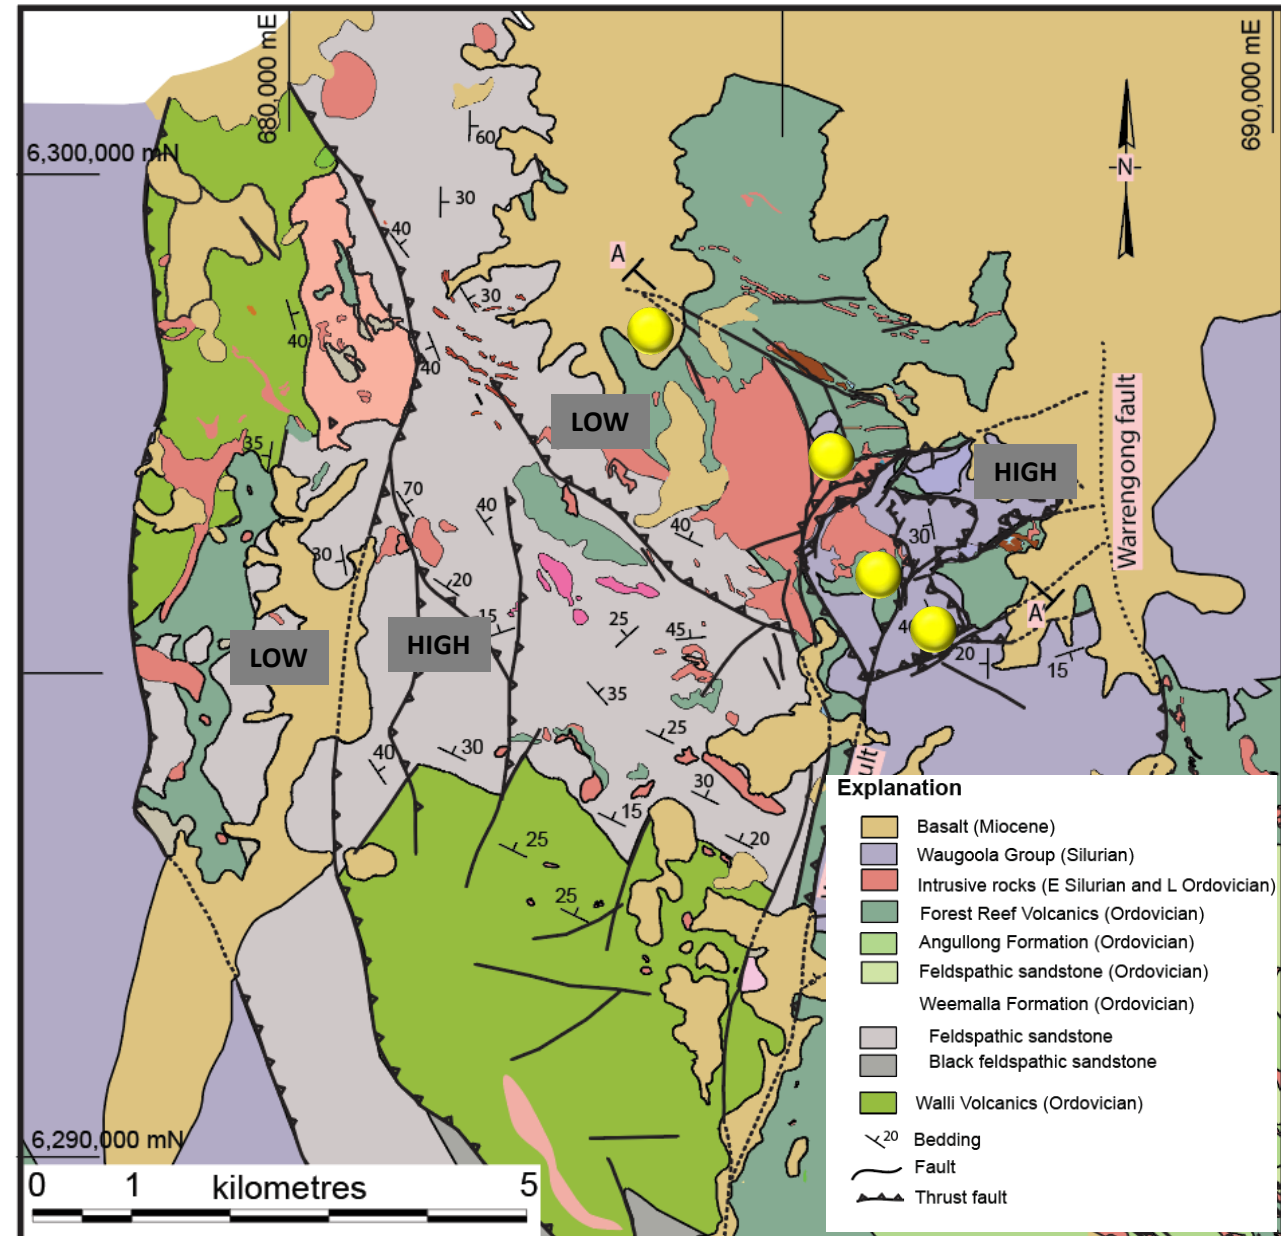 680,000 mE
690,000 mE
6,300,000 mN
N
60
30
40
A
30
40
40
LOW
35
HIGH
Warrengong fault
70
40
40
30
30
20
15
25
45
40
A'
20
15
LOW
HIGH
35
25
40
30
30
15
20
25
25
ult
Explanation
Basalt (Miocene)
Waugoola Group (Silurian)
Intrusive rocks (E Silurian and L Ordovician)
Forest Reef Volcanics (Ordovician)
Angullong Formation (Ordovician)
Feldspathic sandstone (Ordovician)
Weemalla Formation (Ordovician)
Feldspathic sandstone
Black feldspathic sandstone
Walli Volcanics (Ordovician)
20 Bedding
Fault
Thrust fault
6,290,000 mN
0 1 kilometres 5